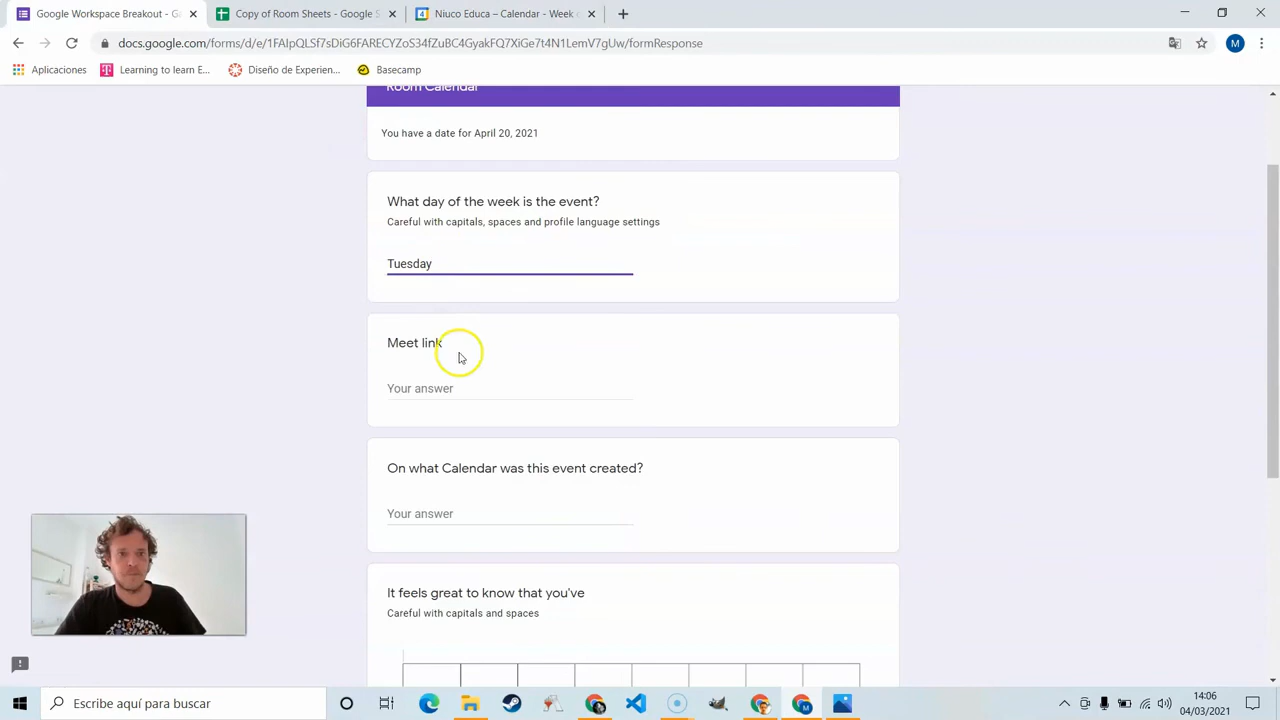 Google Workspace Breakout - G
Copy of Room Sheets - Google S
Niuco Educa – Calendar - Week
docs.google.com/forms/d/e/1FAIpQLSf7sDiG6FARECYZoS34fZuBC4GyakFQ7XiGe7t4N1LemV7gUw/formResponse
M
Aplicaciones
Learning to learn E...
Diseño de Experien...
Basecamp
Room Calendar
You have a date for April 20, 2021
What day of the week is the event?
Careful with capitals, spaces and profile language settings
Tuesday
Meet link
Your answer
On what Calendar was this event created?
Your answer
It feels great to know that you've
Careful with capitals and spaces
Escribe aquí para buscar
14:06
04/03/2021